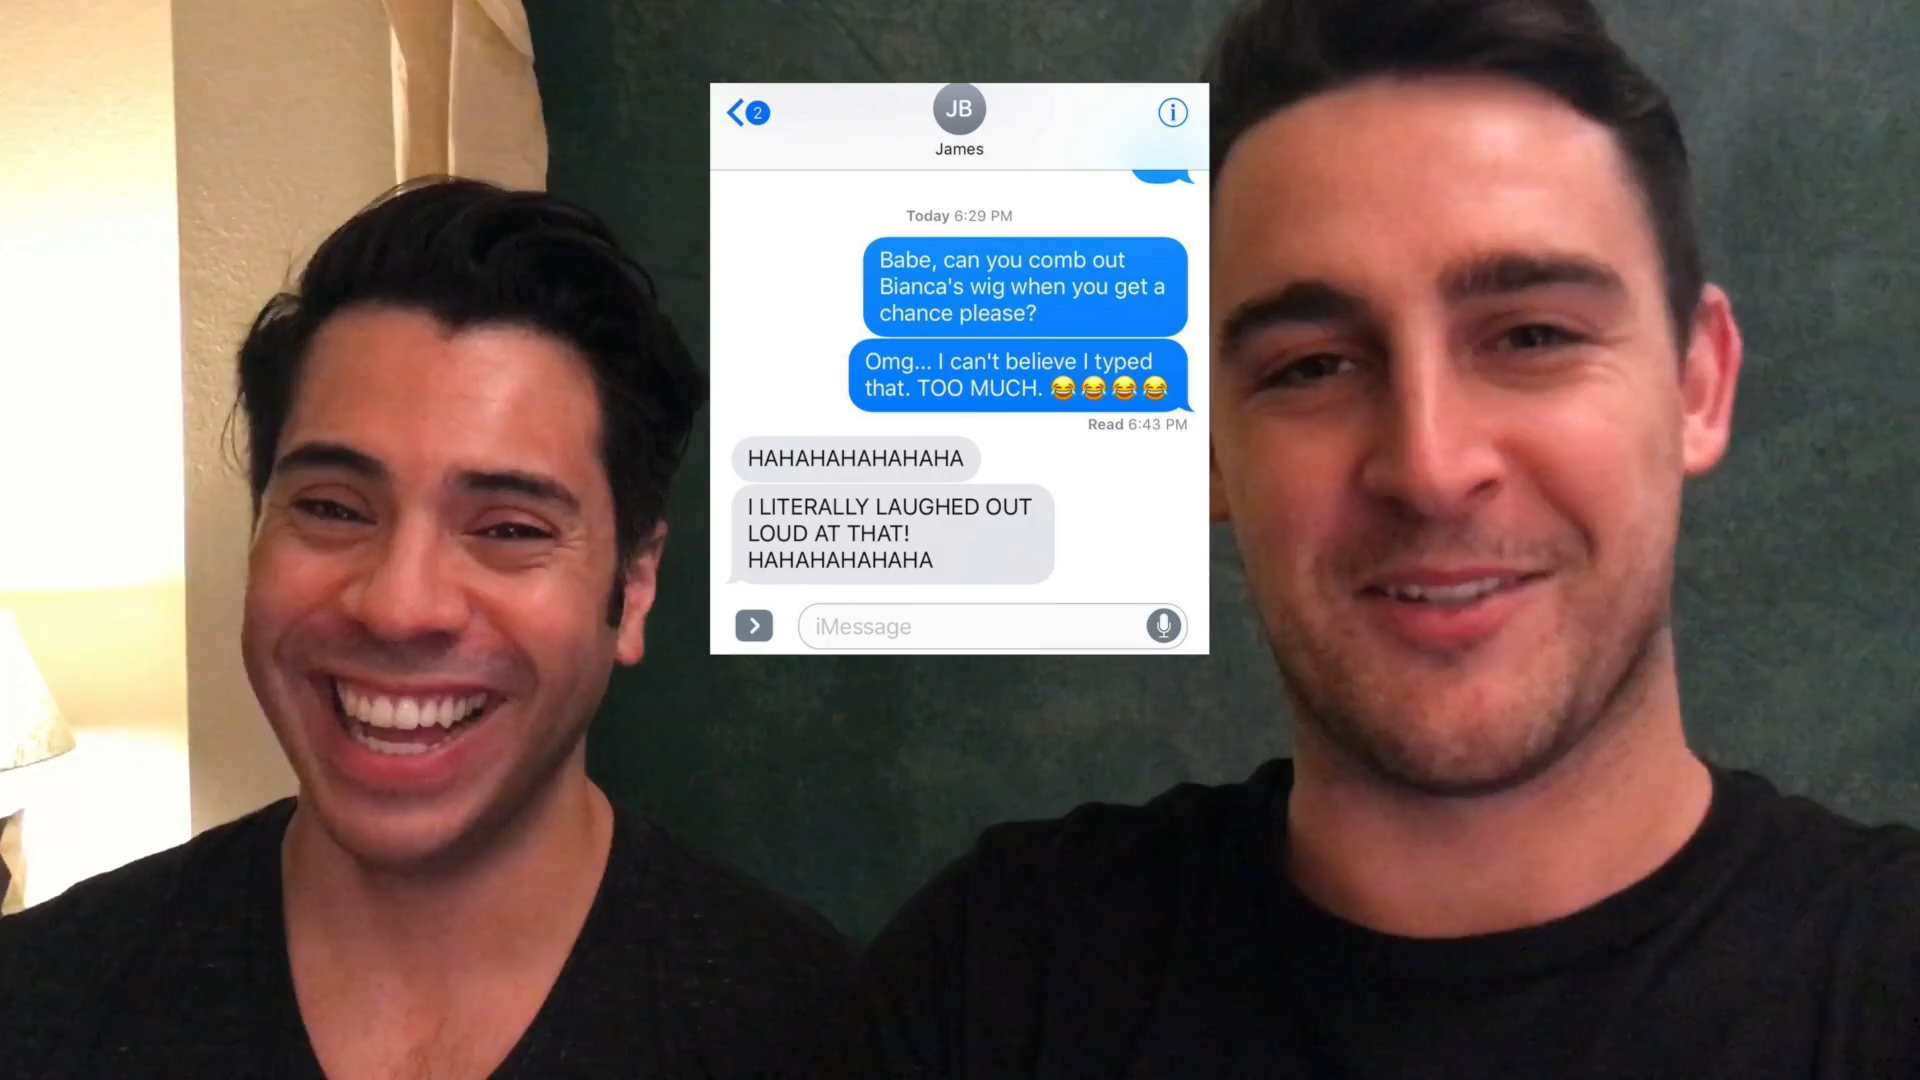 2
JB
James
Today 6:29 PM
Babe, can you comb out
Bianca's wig when you get a
chance please?
Omg... I can't believe I typed
that. TOO MUCH. 😂😂😂😂
Read 6:43 PM
HAHAHAHAHAHAHA
I LITERALLY LAUGHED OUT
LOUD AT THAT!
HAHAHAHAHAHA
iMessage